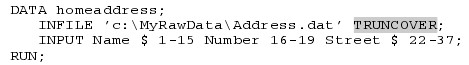 DATA homeaddress;
INFILE 'c:\MyRawData\Address.dat' TRUNCOVER;
INPUT Name $ 1-15 Number 16-19 Street $ 22-37;
RUN;